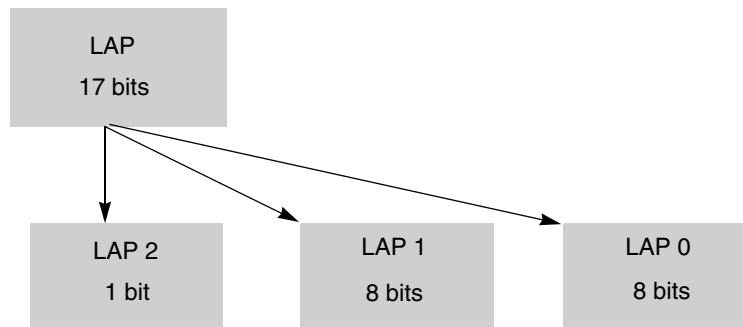 LAP
17 bits
LAP 2
1 bit
LAP 1
8 bits
LAP 0
8 bits